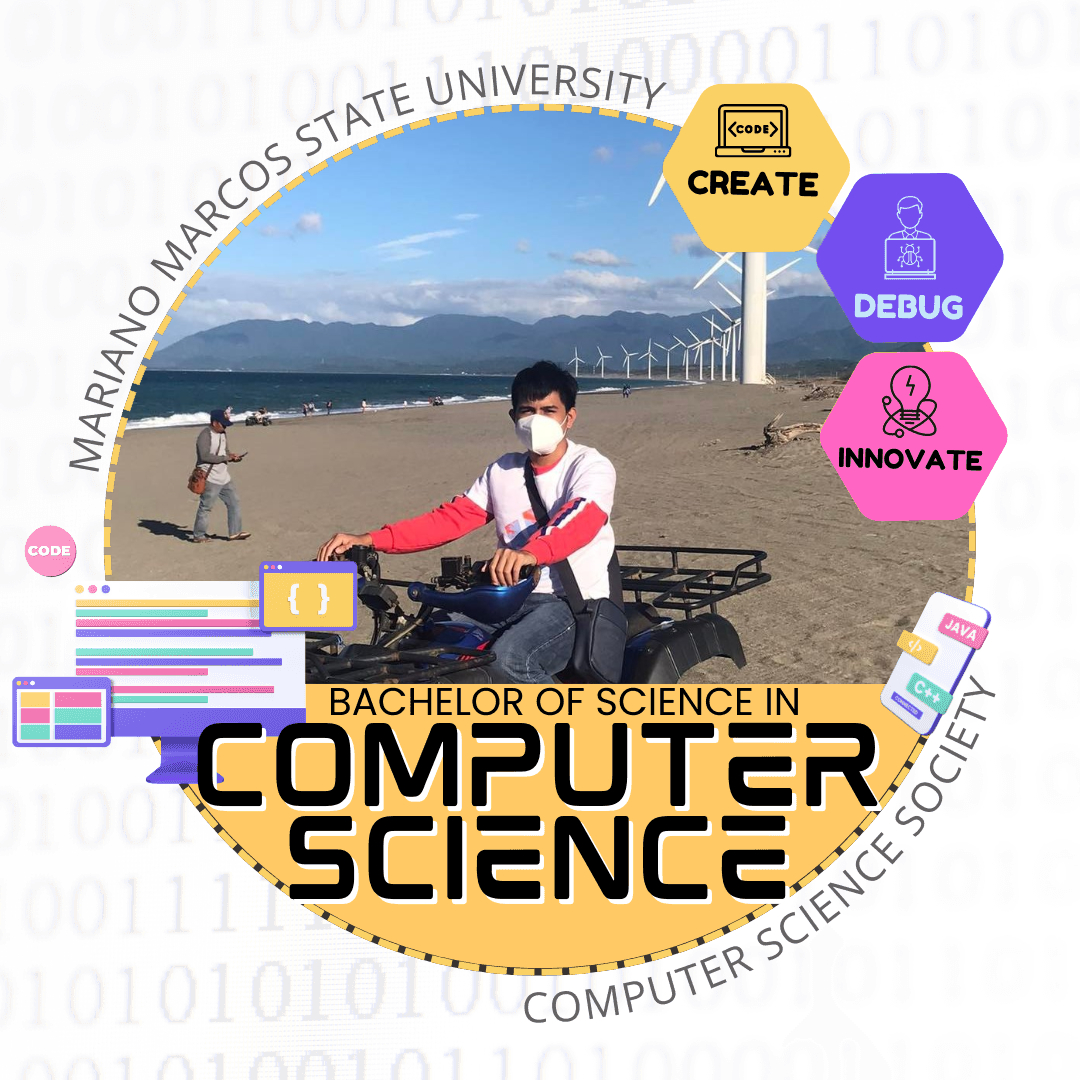 MARIANO MARCOS STATE UNIVERSITY
<CODE>
CREATE
DEBUG
INNOVATE
CODE
{ }
JAVA
</>
C++
BACHELOR OF SCIENCE IN
COMPUTER
SCIENCE
COMPUTER SCIENCE SOCIETY